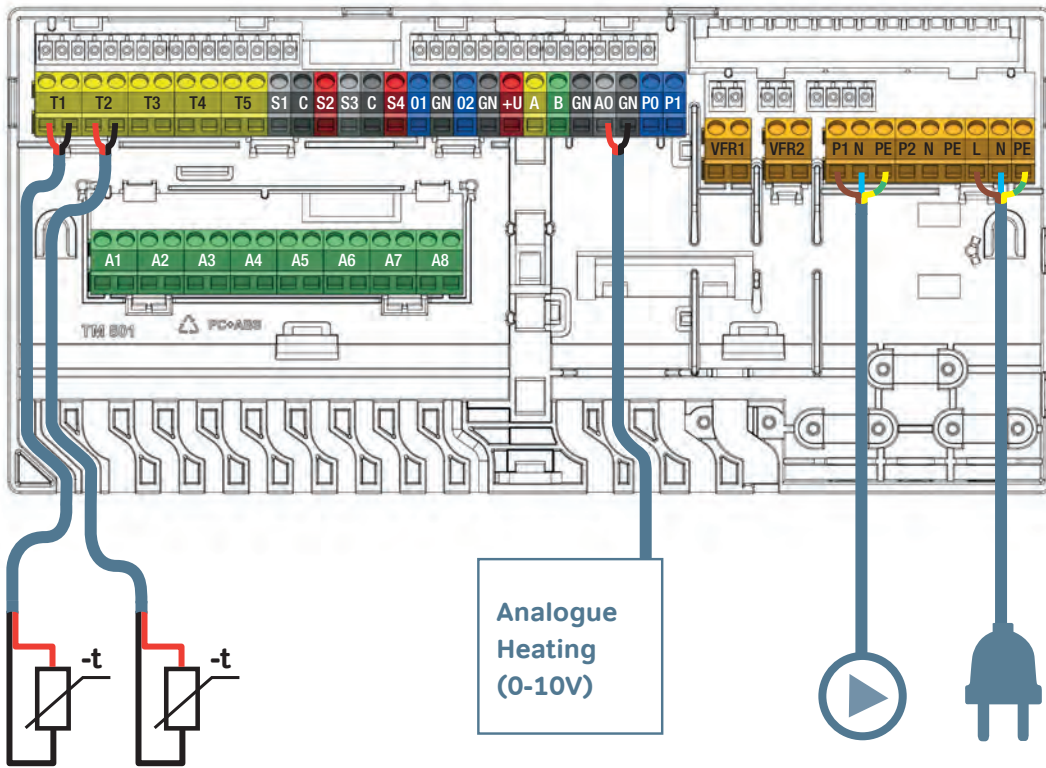 T1 T2 T3 T4 T5 S1 C S2 S3 C S4 01 GN 02 GN +U A B GN AO GN P0 P1
VFR1 VFR2 P1 N PE P2 N PE L N PE
A1 A2 A3 A4 A5 A6 A7 A8
TM 801 PC+ABS
Analogue
Heating
(0-10V)
-t -t